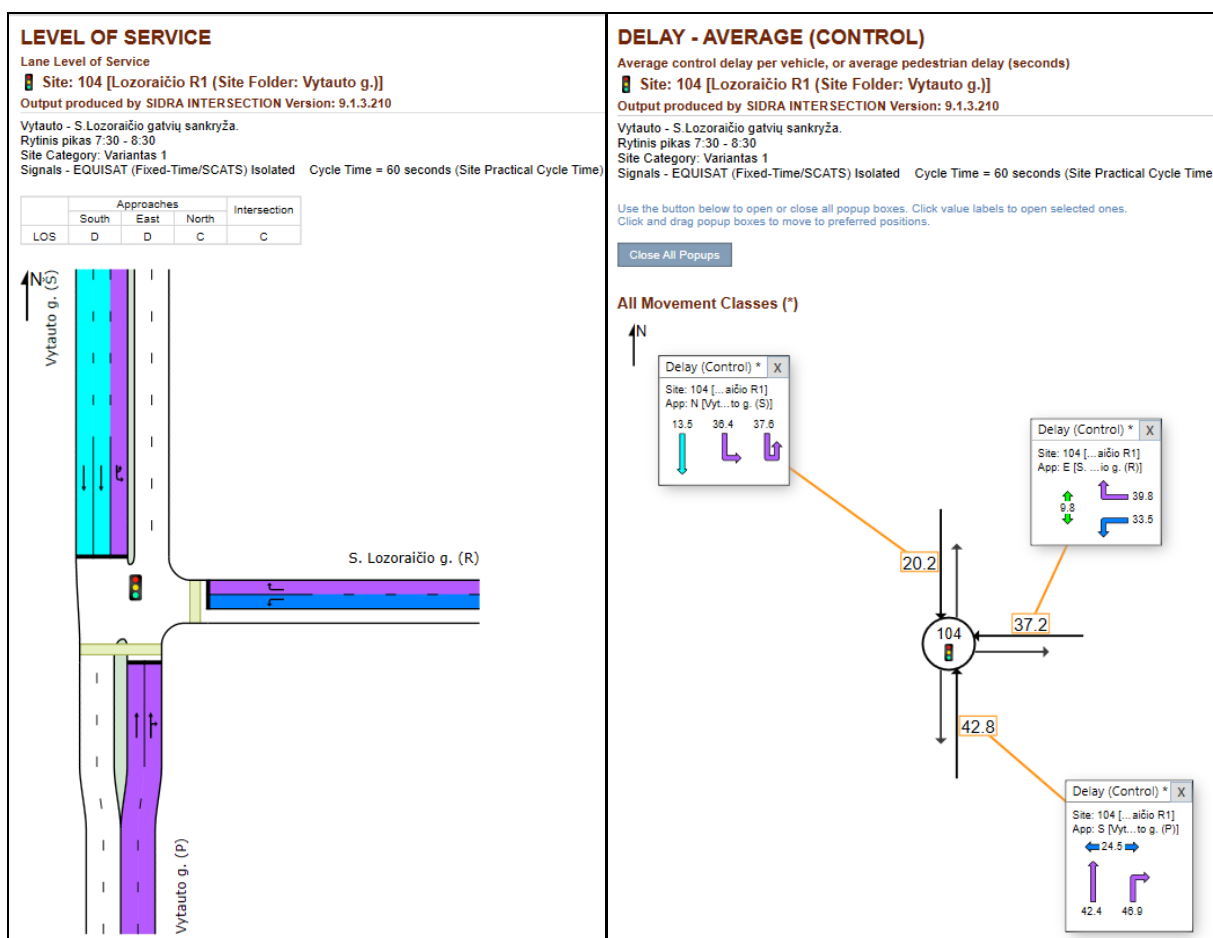 LEVEL OF SERVICE
Lane Level of Service
Site: 104 [Lozoraičio R1 (Site Folder: Vytauto g.)]
Output produced by SIDRA INTERSECTION Version: 9.1.3.210
Vytauto - S.Lozoraičio gatvių sankryža.
Rytinis pikas 7:30 - 8:30
Site Category: Variantas 1
Signals - EQUISAT (Fixed-Time/SCATS) Isolated Cycle Time = 60 seconds (Site Practical Cycle Time)
Approaches Intersection
South East North
LOS D D C C
N
Vytauto g. (Š)
S. Lozoraičio g. (R)
Vytauto g. (P)
DELAY - AVERAGE (CONTROL)
Average control delay per vehicle, or average pedestrian delay (seconds)
Site: 104 [Lozoraičio R1 (Site Folder: Vytauto g.)]
Output produced by SIDRA INTERSECTION Version: 9.1.3.210
Vytauto - S.Lozoraičio gatvių sankryža.
Rytinis pikas 7:30 - 8:30
Site Category: Variantas 1
Signals - EQUISAT (Fixed-Time/SCATS) Isolated Cycle Time = 60 seconds (Site Practical Cycle Time
Use the button below to open or close all popup boxes. Click value labels to open selected ones.
Click and drag popup boxes to move to preferred positions.
Close All Popups
All Movement Classes (*)
N
Delay (Control) * X
Site: 104 [...aičio R1]
App: N [Vyt...to g. (Š)]
13.5 36.4 37.6
Delay (Control) * X
Site: 104 [...aičio R1]
App: E [S. ...io g. (R)]
9.8 39.8
33.5
20.2
37.2
104
42.8
Delay (Control) * X
Site: 104 [...aičio R1]
App: S [Vyt...to g. (P)]
24.5
42.4 46.9